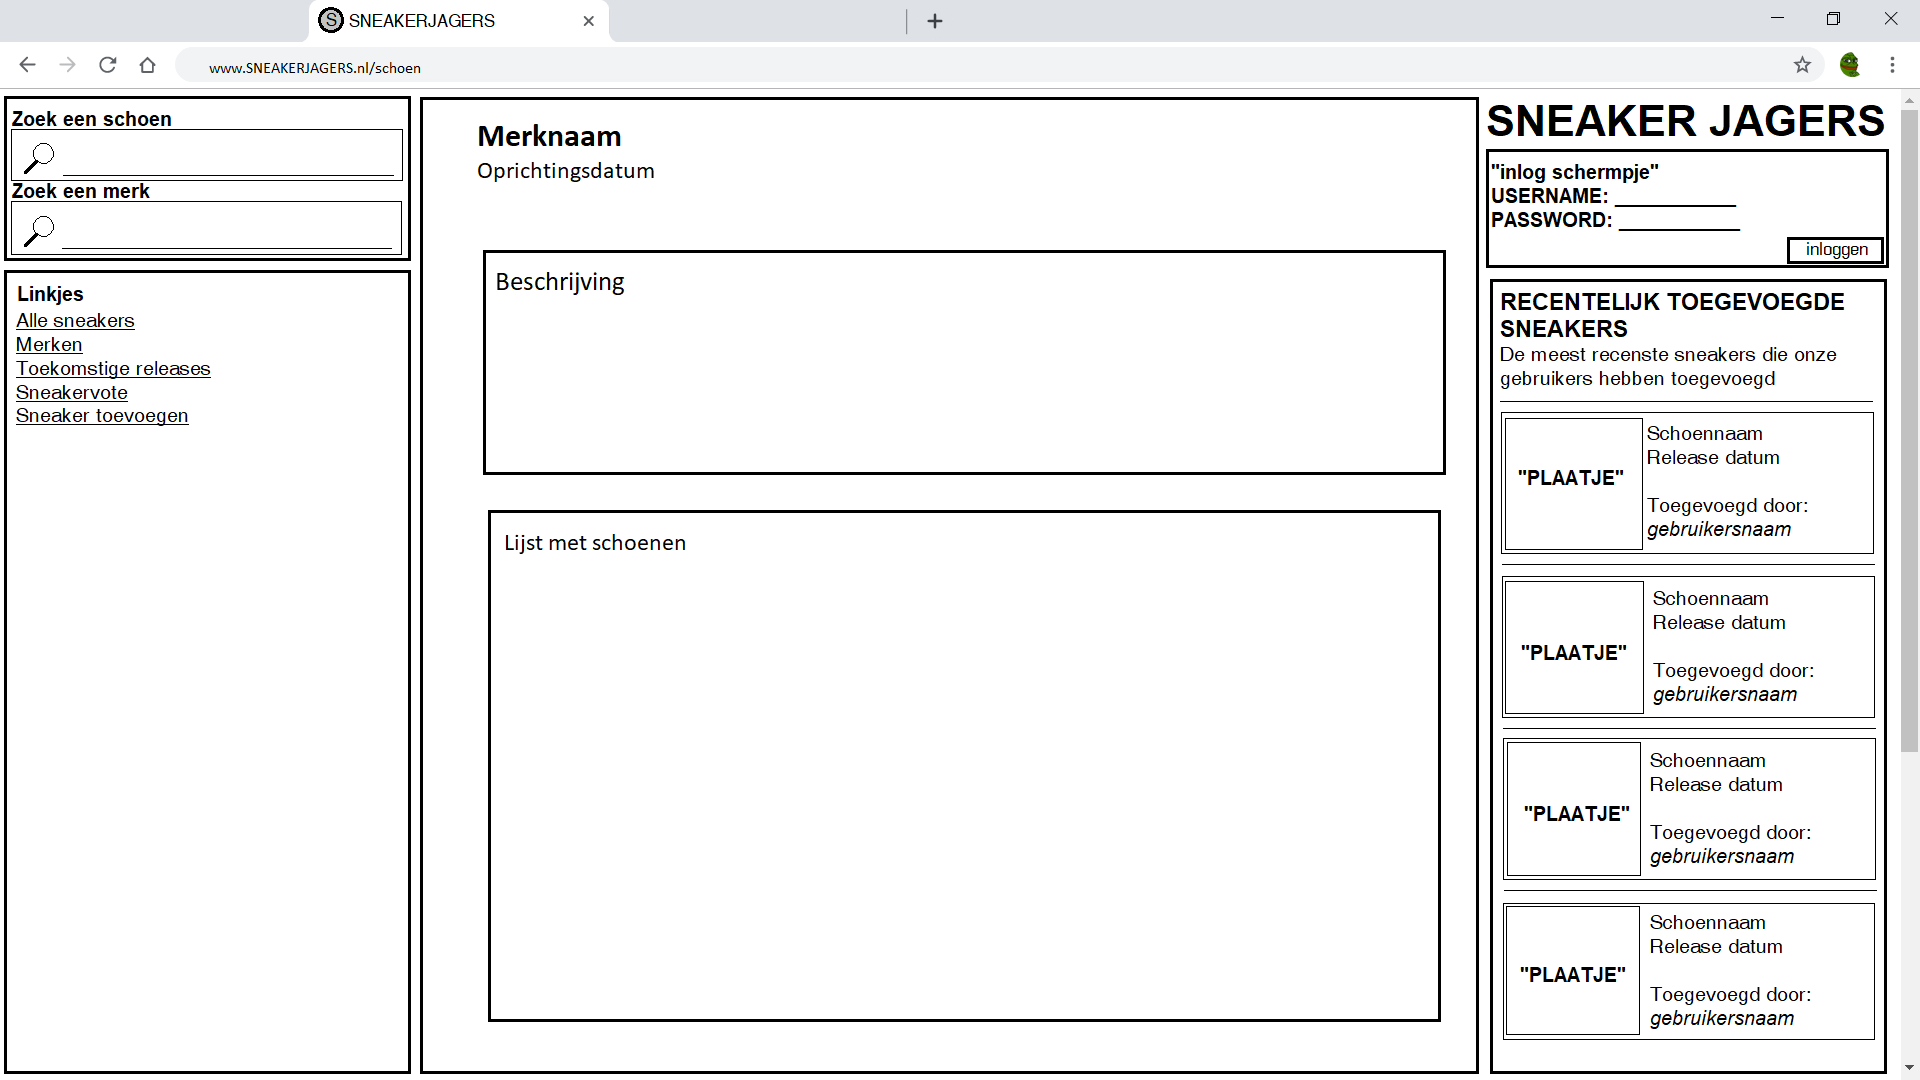 S SNEAKERJAGERS
www.SNEAKERJAGERS.nl/schoen
Zoek een schoen
Zoek een merk
Linkjes
Alle sneakers
Merken
Toekomstige releases
Sneakervote
Sneaker toevoegen
Merknaam
Oprichtingsdatum
Beschrijving
Lijst met schoenen
SNEAKER JAGERS
"inlog schermpje"
USERNAME: ___________
PASSWORD: ___________
inloggen
RECENTELIJK TOEGEVOEGDE
SNEAKERS
De meest recenste sneakers die onze
gebruikers hebben toegevoegd
"PLAATJE"
Schoennaam
Release datum
Toegevoegd door:
gebruikersnaam
"PLAATJE"
Schoennaam
Release datum
Toegevoegd door:
gebruikersnaam
"PLAATJE"
Schoennaam
Release datum
Toegevoegd door:
gebruikersnaam
"PLAATJE"
Schoennaam
Release datum
Toegevoegd door:
gebruikersnaam